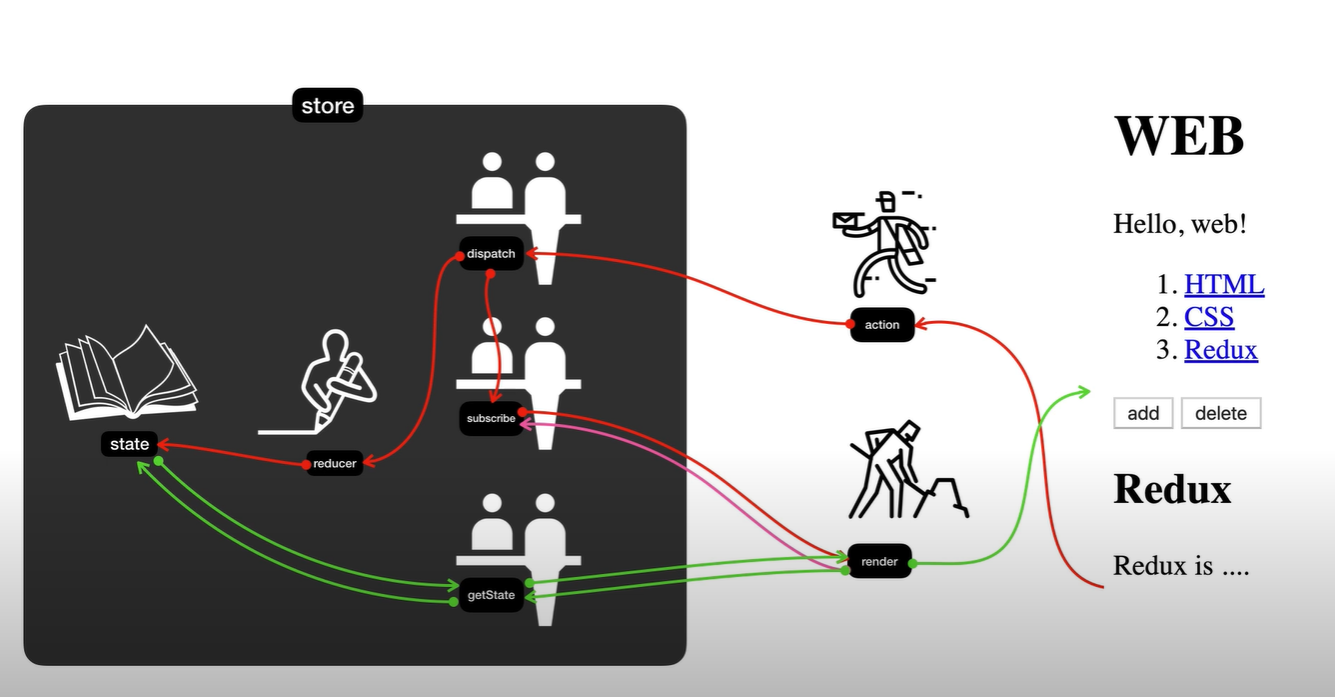 store
dispatch
subscribe
state
reducer
getState
action
render
WEB
Hello, web!
1. HTML
2. CSS
3. Redux
add delete
Redux
Redux is ....